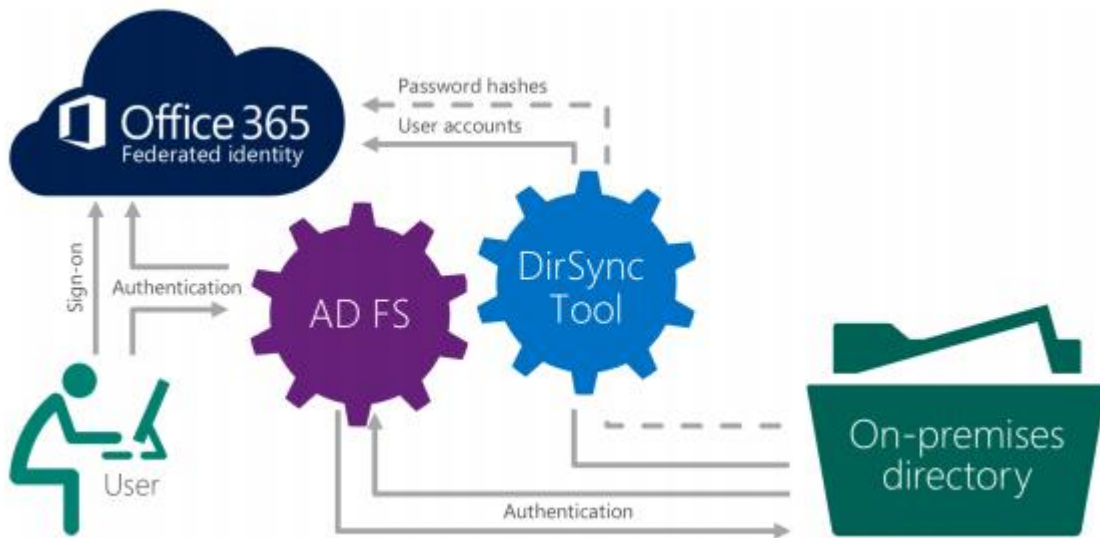 Password hashes
Office 365
User accounts
Federated identity
Sign-on
Authentication
AD FS
DirSync
Tool
User
On-premises
directory
Authentication